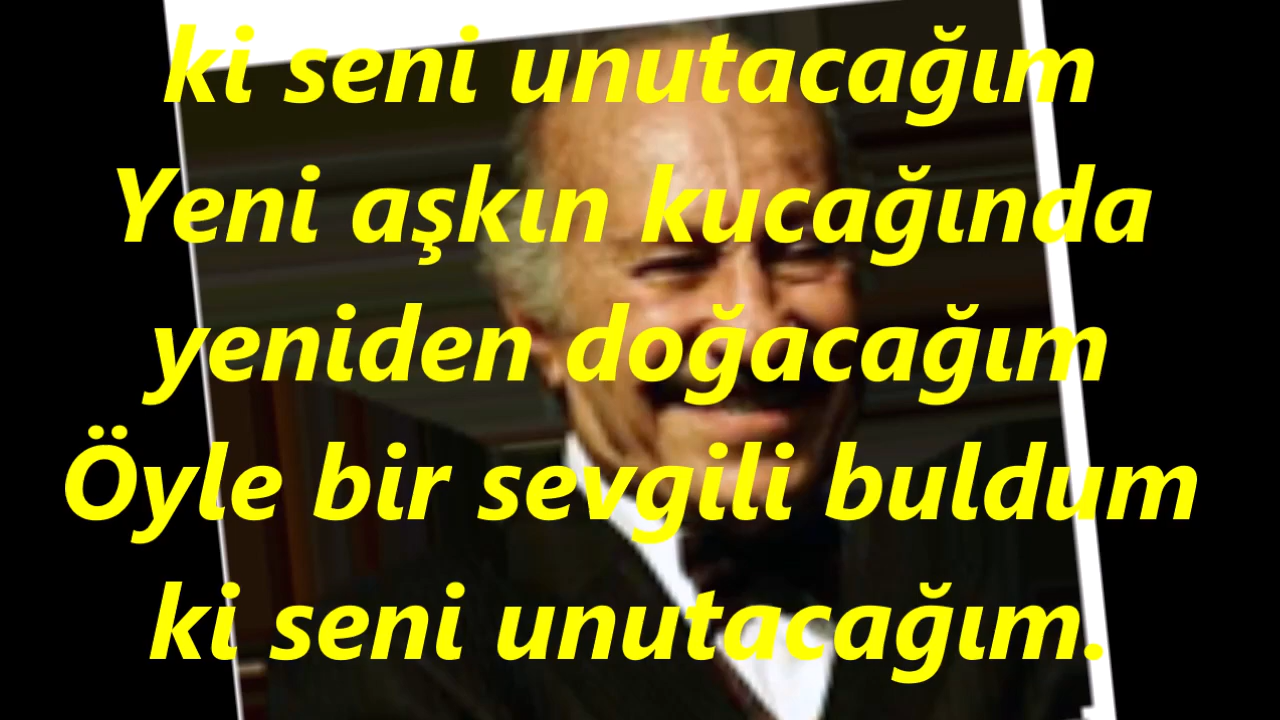 ki seni unutacağım
Yeni aşkın kucağında
yeniden doğacağım
Öyle bir sevgili buldum
ki seni unutacağım.